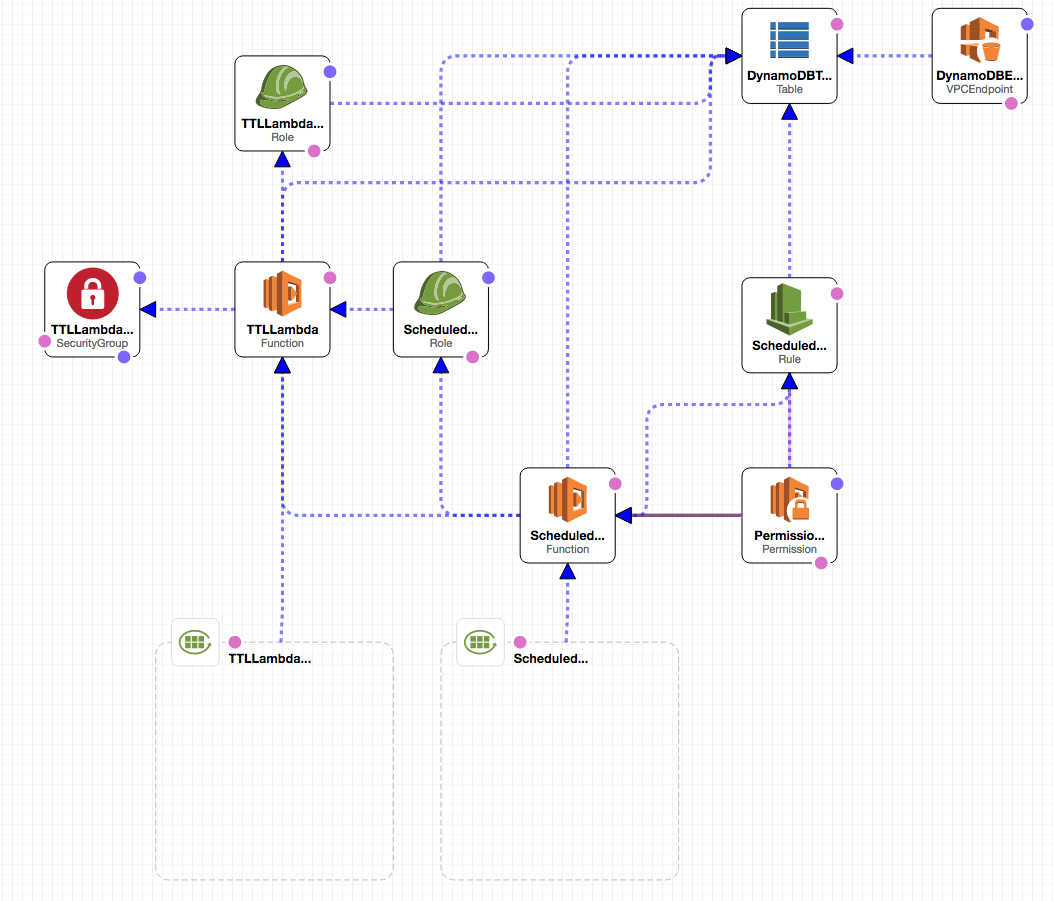 DynamoDBT...
Table
DynamoDBE...
VPCEndpoint
TTLLambda...
Role
TTLLambda...
SecurityGroup
TTLLambda
Function
Scheduled...
Role
Scheduled...
Rule
Scheduled...
Function
Permissio...
Permission
TTLLambda...
Scheduled...